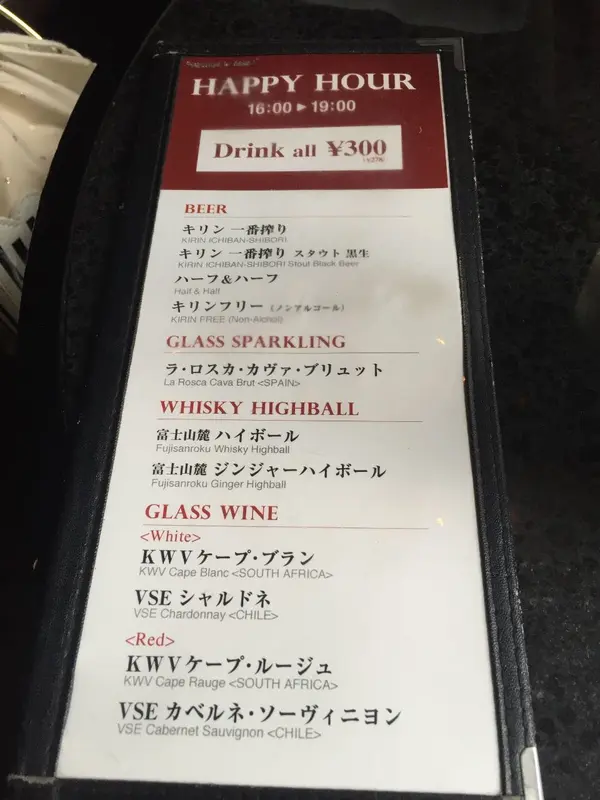 HAPPY HOUR
16:00 ▶ 19:00
Drink all ¥300
BEER
キリン 一番搾り
KIRIN ICHIBAN-SHIBORI
キリン 一番搾り スタウト 黒生
KIRIN ICHIBAN-SHIBORI Stout Black Beer
ハーフ&ハーフ
Half & Half
キリンフリー (ノンアルコール)
KIRIN FREE (Non-Alchol)
GLASS SPARKLING
ラ・ロスカ・カヴァ・ブリュット
La Rosca Cava Brut <SPAIN>
WHISKY HIGHBALL
富士山麓 ハイボール
Fujisanroku Whisky Highball
富士山麓 ジンジャーハイボール
Fujisanroku Ginger Highball
GLASS WINE
<White>
KWVケープ・ブラン
KWV Cape Blanc <SOUTH AFRICA>
VSE シャルドネ
VSE Chardonnay <CHILE>
<Red>
KWVケープ・ルージュ
KWV Cape Rauge <SOUTH AFRICA>
VSE カベルネ・ソーヴィニヨン
VSE Cabernet Sauvignon <CHILE>